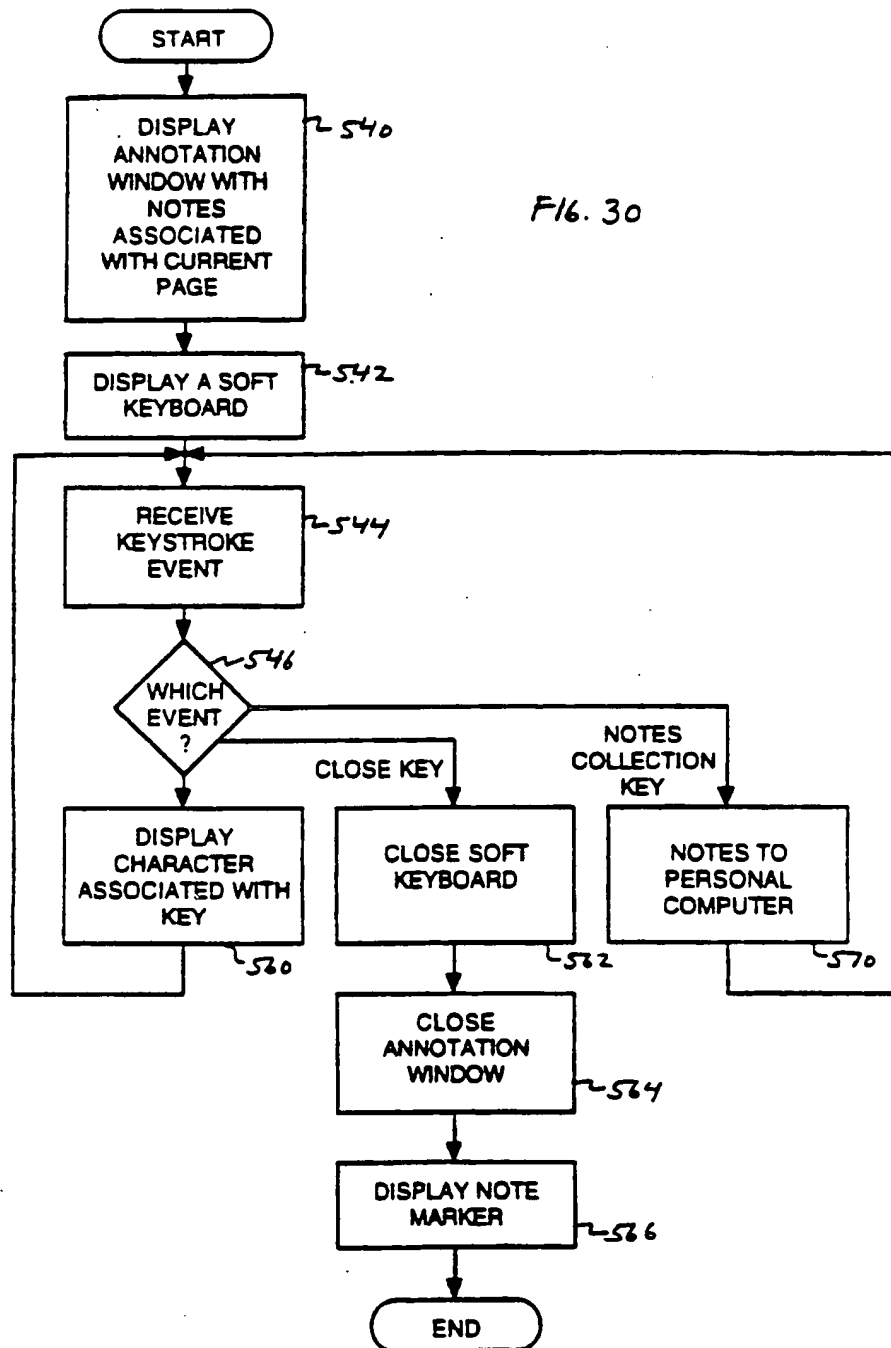 START
DISPLAY
ANNOTATION
WINDOW WITH
NOTES
ASSOCIATED
WITH CURRENT
PAGE
540
FIG. 30
DISPLAY A SOFT
KEYBOARD
542
RECEIVE
KEYSTROKE
EVENT
544
WHICH
EVENT
?
546
CLOSE KEY
NOTES
COLLECTION
KEY
DISPLAY
CHARACTER
ASSOCIATED WITH
KEY
560
CLOSE SOFT
KEYBOARD
562
NOTES TO
PERSONAL
COMPUTER
570
CLOSE
ANNOTATION
WINDOW
564
DISPLAY NOTE
MARKER
566
END